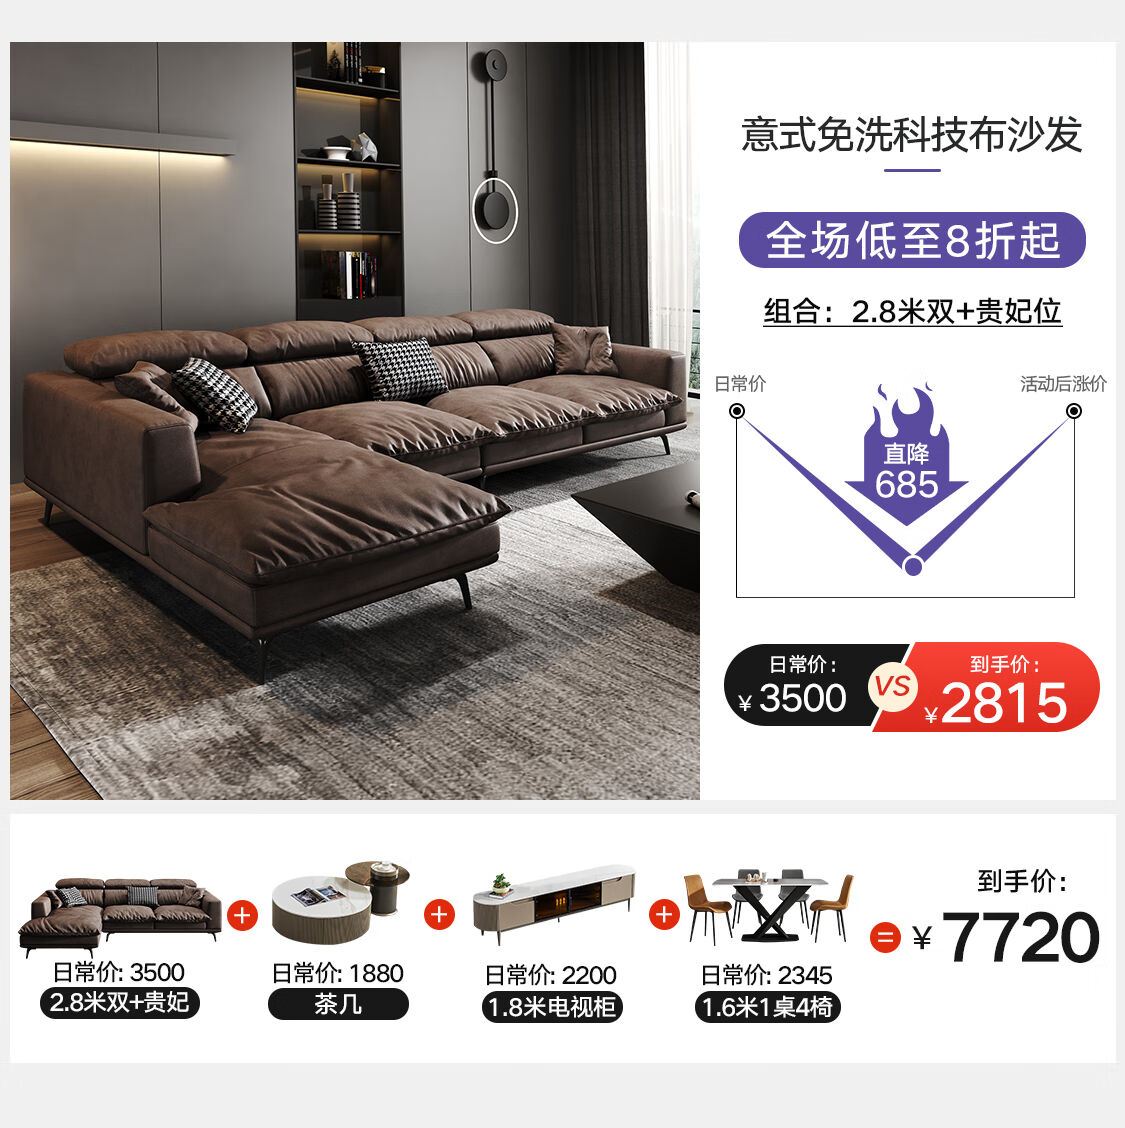 意式免洗科技布沙发
全场低至8折起
组合：2.8米双+贵妃位
日常价
活动后涨价
直降
685
日常价：
¥3500
VS
到手价：
¥2815
日常价: 3500
2.8米双+贵妃
+
日常价: 1880
茶几
+
日常价: 2200
1.8米电视柜
+
日常价: 2345
1.6米1桌4椅
=
到手价：
¥7720